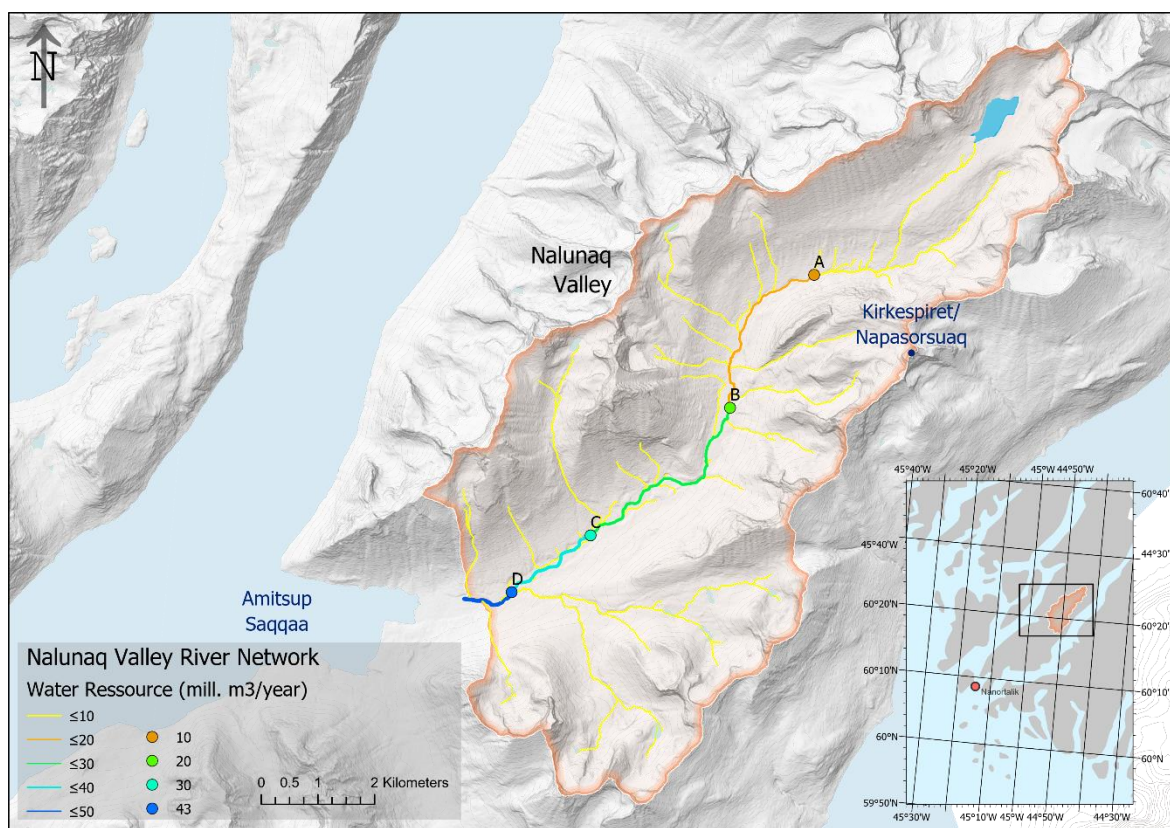 N
Nalunaq
Valley
A
Kirkespiret/
Napasorsuaq
B
C
D
Amitsup
Saqqaa
Nalunaq Valley River Network
Water Ressource (mill. m3/year)
≤10
≤20
≤30
≤40
≤50
10
20
30
43
0 0.5 1 2 Kilometers
45°40'W 45°20'W 45°W 44°50'W
60°40'N
45°40'W
44°30'W
60°20'N
60°20'N
60°10'N
60°10'N
Nanortalik
60°N
60°N
59°50'N
45°30'W 45°10'W 45°W 44°50'W 44°30'W